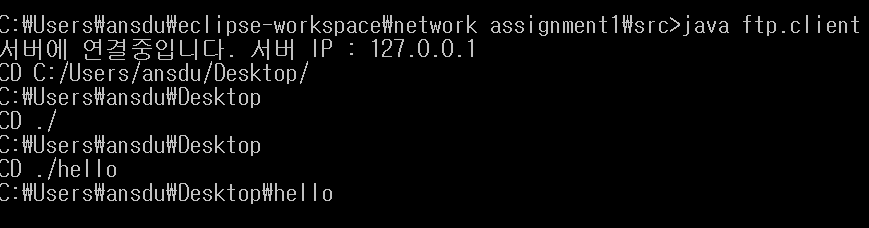 C:₩Users₩ansdu₩eclipse-workspace₩network assignment1₩src>java ftp.client
서버에 연결중입니다. 서버 IP : 127.0.0.1
CD C:/Users/ansdu/Desktop/
C:₩Users₩ansdu₩Desktop
CD ./
C:₩Users₩ansdu₩Desktop
CD ./hello
C:₩Users₩ansdu₩Desktop₩hello